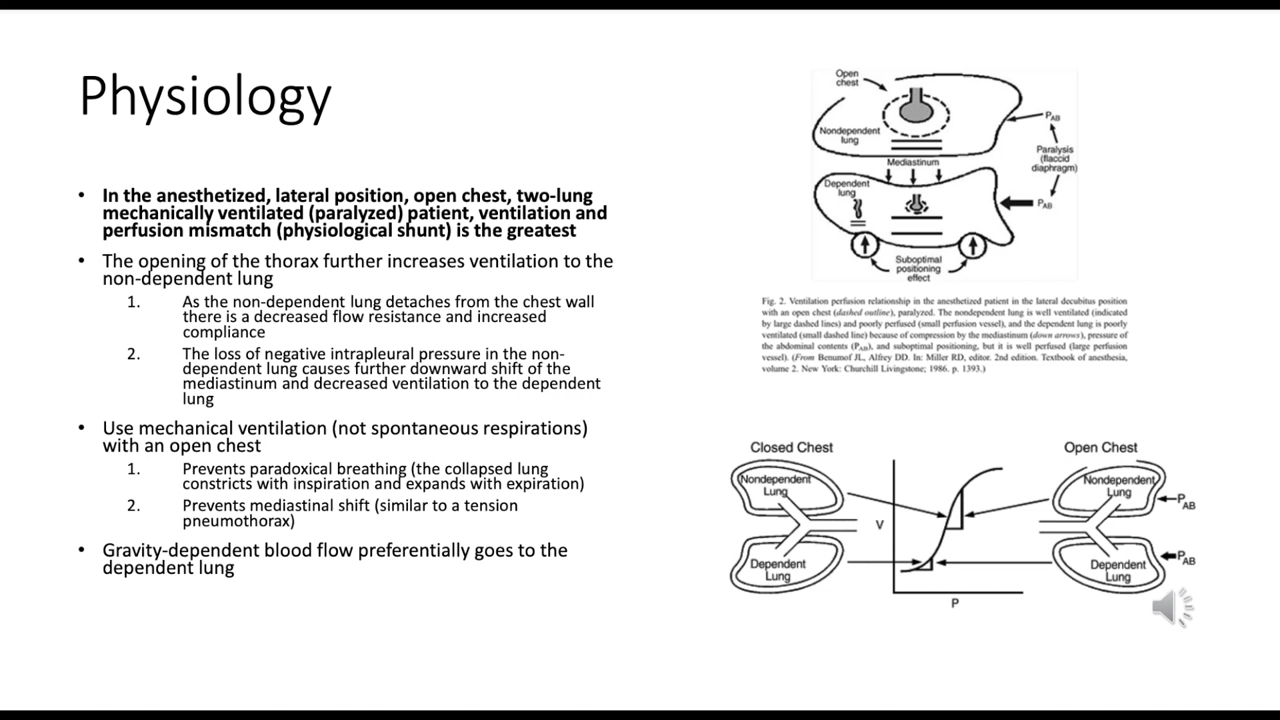 Physiology
• In the anesthetized, lateral position, open chest, two-lung
mechanically ventilated (paralyzed) patient, ventilation and
perfusion mismatch (physiological shunt) is the greatest
• The opening of the thorax further increases ventilation to the
non-dependent lung
1. As the non-dependent lung detaches from the chest wall
there is a decreased flow resistance and increased
compliance
2. The loss of negative intrapleural pressure in the non-
dependent lung causes further downward shift of the
mediastinum and decreased ventilation to the dependent
lung
• Use mechanical ventilation (not spontaneous respirations)
with an open chest
1. Prevents paradoxical breathing (the collapsed lung
constricts with inspiration and expands with expiration)
2. Prevents mediastinal shift (similar to a tension
pneumothorax)
• Gravity-dependent blood flow preferentially goes to the
dependent lung
Open
chest
Nondependent
lung
PAB
Paralysis
(flaccid
diaphragm)
Mediastinum
Dependent
lung
PAB
Suboptimal
positioning
effect
Fig. 2. Ventilation perfusion relationship in the anesthetized patient in the lateral decubitus position
with an open chest (dashed outline), paralyzed. The nondependent lung is well ventilated (indicated
by large dashed lines) and poorly perfused (small perfusion vessel), and the dependent lung is poorly
ventilated (small dashed line) because of compression by the mediastinum (down arrows), pressure of
the abdominal contents (PAB), and suboptimal positioning, but it is well perfused (large perfusion
vessel). (From Benumof JL, Alfrey DD. In: Miller RD, editor. 2nd edition. Textbook of anesthesia,
volume 2. New York: Churchill Livingstone; 1986. p. 1393.)
Closed Chest
Open Chest
Nondependent
Lung
Nondependent
Lung
PAB
V
Dependent
Lung
Dependent
Lung
PAB
P